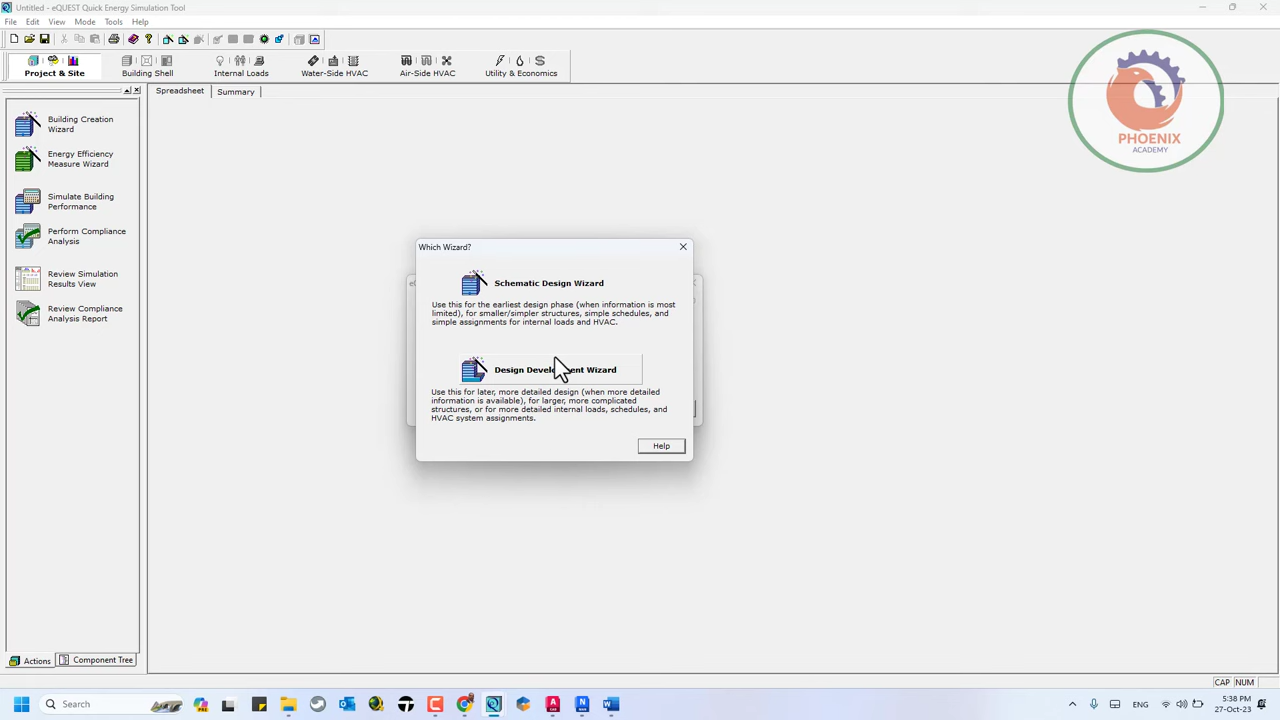 Untitled - eQUEST Quick Energy Simulation Tool
File Edit View Mode Tools Help
Project & Site
Building Shell
Internal Loads
Water-Side HVAC
Air-Side HVAC
Utility & Economics
PHOENIX
ACADEMY
Spreadsheet
Summary
Building Creation
Wizard
Energy Efficiency
Measure Wizard
Simulate Building
Performance
Perform Compliance
Analysis
Review Simulation
Results View
Review Compliance
Analysis Report
Which Wizard?
Schematic Design Wizard
Use this for the earliest design phase (when information is most
limited), for smaller/simpler structures, simple schedules, and
simple assignments for internal loads and HVAC.
Design Development Wizard
Use this for later, more detailed design (when more detailed
information is available), for larger, more complicated
structures, or for more detailed internal loads, schedules, and
HVAC system assignments.
Help
Actions
Component Tree
CAP NUM
Search
ENG
5:38 PM
27-Oct-23